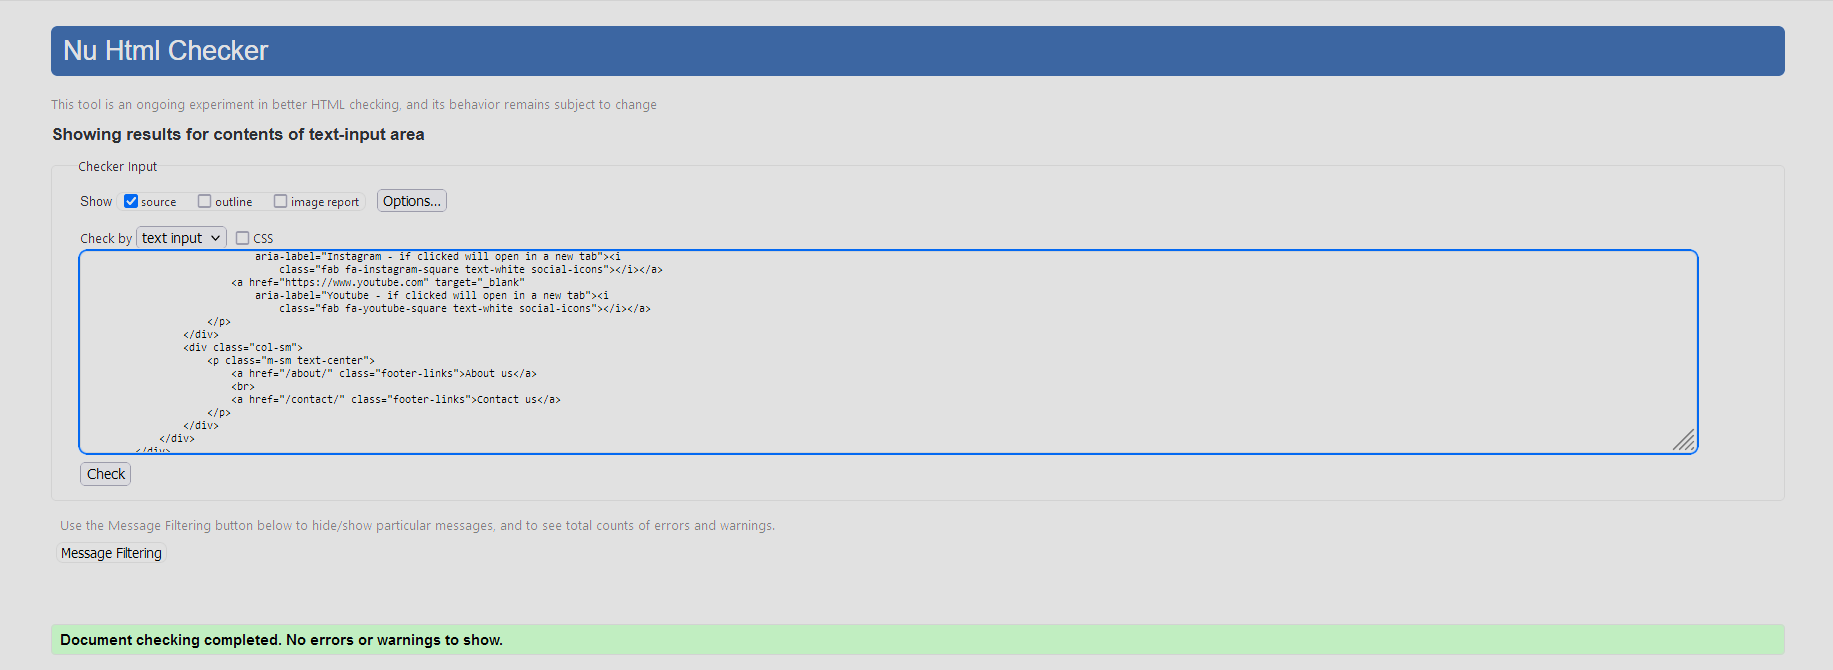 Nu Html Checker
This tool is an ongoing experiment in better HTML checking, and its behavior remains subject to change
Showing results for contents of text-input area
Checker Input
Show source outline image report Options...
Check by text input CSS
aria-label="Instagram - if clicked will open in a new tab"><i
class="fab fa-instagram-square text-white social-icons"></i></a>
<a href="https://www.youtube.com" target="_blank"
aria-label="Youtube - if clicked will open in a new tab"><i
class="fab fa-youtube-square text-white social-icons"></i></a>
</p>
</div>
<div class="col-sm">
<p class="m-sm text-center">
<a href="/about/" class="footer-links">About us</a>
<br>
<a href="/contact/" class="footer-links">Contact us</a>
</p>
</div>
</div>
</div>
Check
Use the Message Filtering button below to hide/show particular messages, and to see total counts of errors and warnings.
Message Filtering
Document checking completed. No errors or warnings to show.